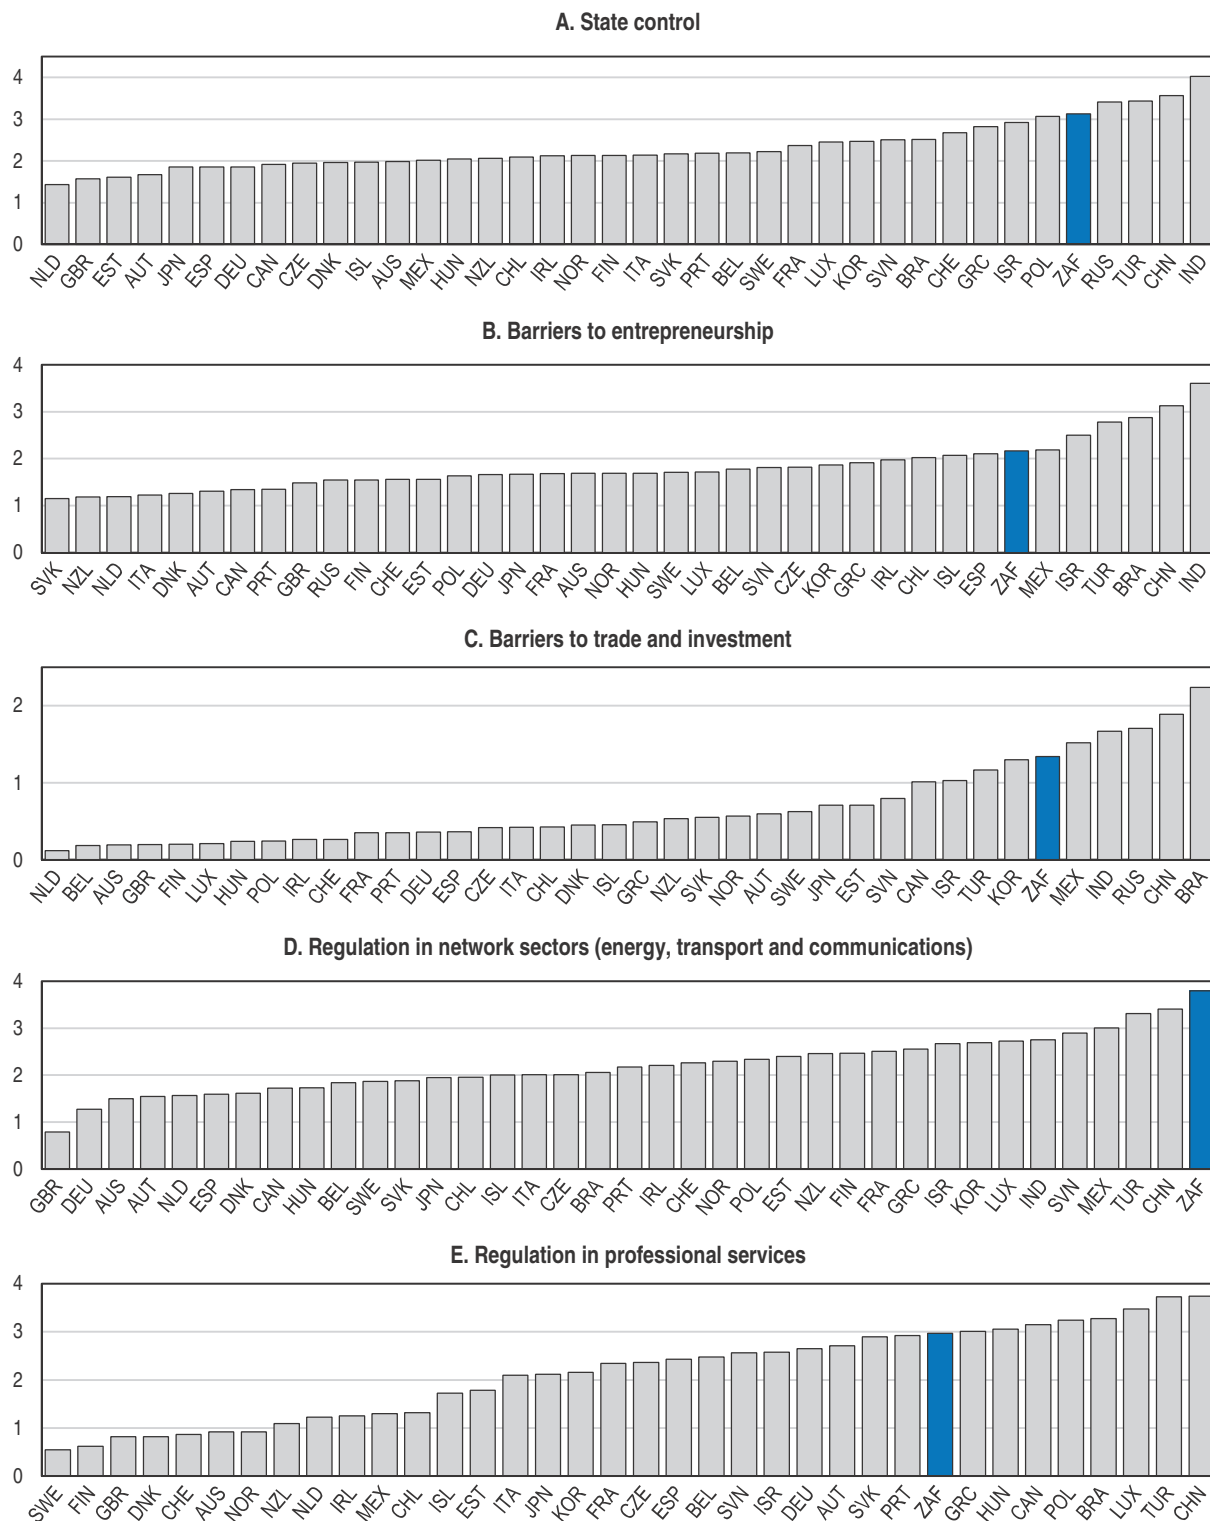 A. State control
4
3
2
1
0
NLD GBR EST AUT JPN ESP DEU CAN CZE DNK ISL AUS MEX HUN NZL CHL IRL NOR FIN ITA SVK PRT BEL SWE FRA LUX KOR SVN BRA CHE GRC ISR POL ZAF RUS TUR CHN IND
B. Barriers to entrepreneurship
4
3
2
1
0
SVK NZL NLD ITA DNK AUT CAN PRT GBR RUS FIN CHE EST POL DEU JPN FRA AUS NOR HUN SWE LUX BEL SVN CZE KOR GRC IRL CHL ISL ESP ZAF MEX ISR TUR BRA CHN IND
C. Barriers to trade and investment
2
1
0
NLD BEL AUS GBR FIN LUX HUN POL IRL CHE FRA PRT DEU ESP CZE ITA CHL DNK ISL GRC NZL SVK NOR AUT SWE JPN EST SVN CAN ISR TUR KOR ZAF MEX IND RUS CHN BRA
D. Regulation in network sectors (energy, transport and communications)
4
3
2
1
0
GBR DEU AUS AUT NLD ESP DNK CAN HUN BEL SWE SVK JPN CHL ISL ITA CZE BRA PRT IRL CHE NOR POL EST NZL FIN FRA GRC ISR KOR LUX IND SVN MEX TUR CHN ZAF
E. Regulation in professional services
4
3
2
1
0
SWE FIN GBR DNK CHE AUS NOR NZL NLD IRL MEX CHL ISL EST ITA JPN KOR FRA CZE ESP BEL SVN ISR DEU AUT SVK PRT ZAF GRC HUN CAN POL BRA LUX TUR CHN